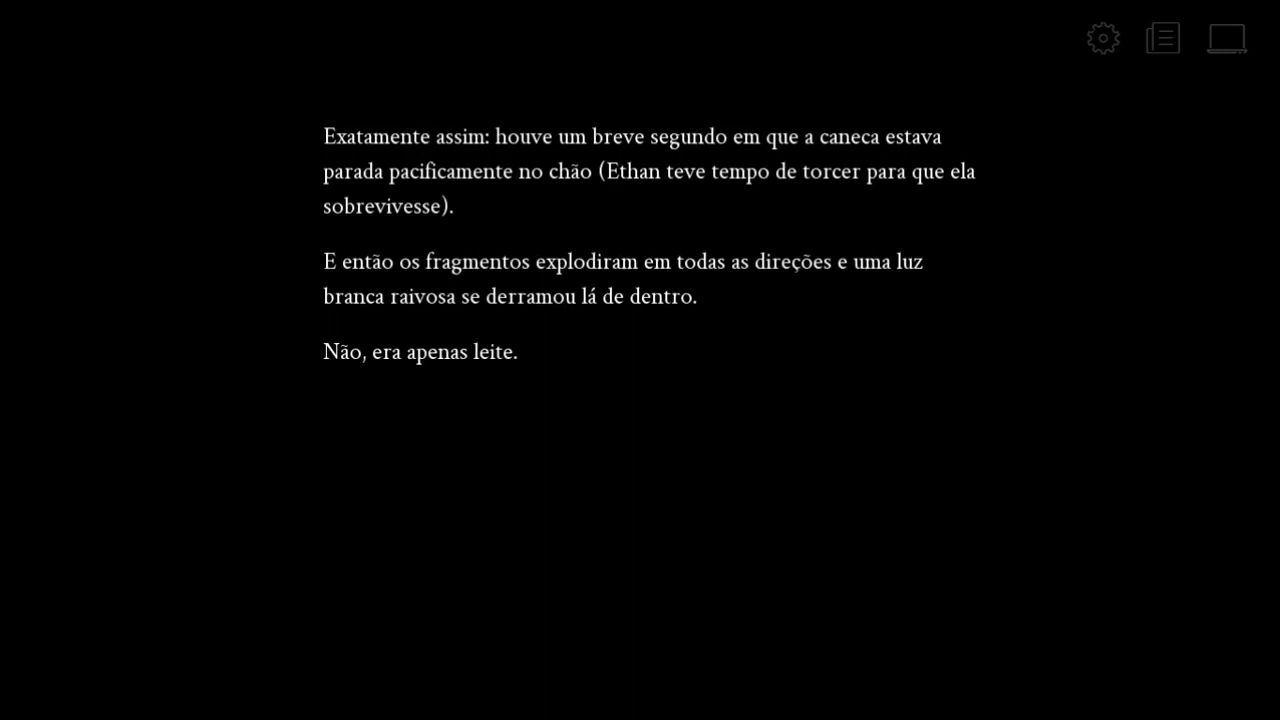 Exatamente assim: houve um breve segundo em que a caneca estava
parada pacificamente no chão (Ethan teve tempo de torcer para que ela
sobrevivesse).
E então os fragmentos explodiram em todas as direções e uma luz
branca raivosa se derramou lá de dentro.
Não, era apenas leite.